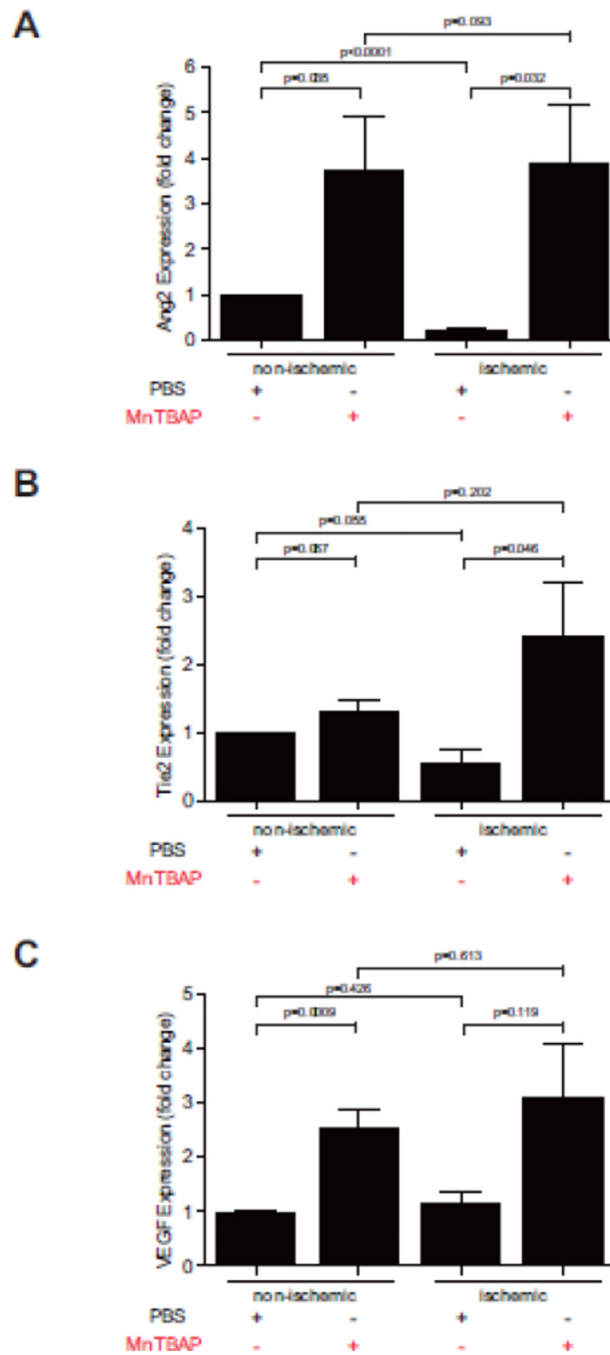 A
p=0.093
p<0.0001
p=0.032
Ang2 Expression (fold change)
6
5
4
3
2
1
0
non-ischemic ischemic
PBS + - + -
MnTBAP - + - +
B
p=0.202
p=0.046
Tie2 Expression (fold change)
4
3
2
1
0
non-ischemic ischemic
PBS + - + -
MnTBAP - + - +
C
p=0.613
p=0.426
p=0.119
VEGF Expression (fold change)
5
4
3
2
1
0
non-ischemic ischemic
PBS + - + -
MnTBAP - + - +